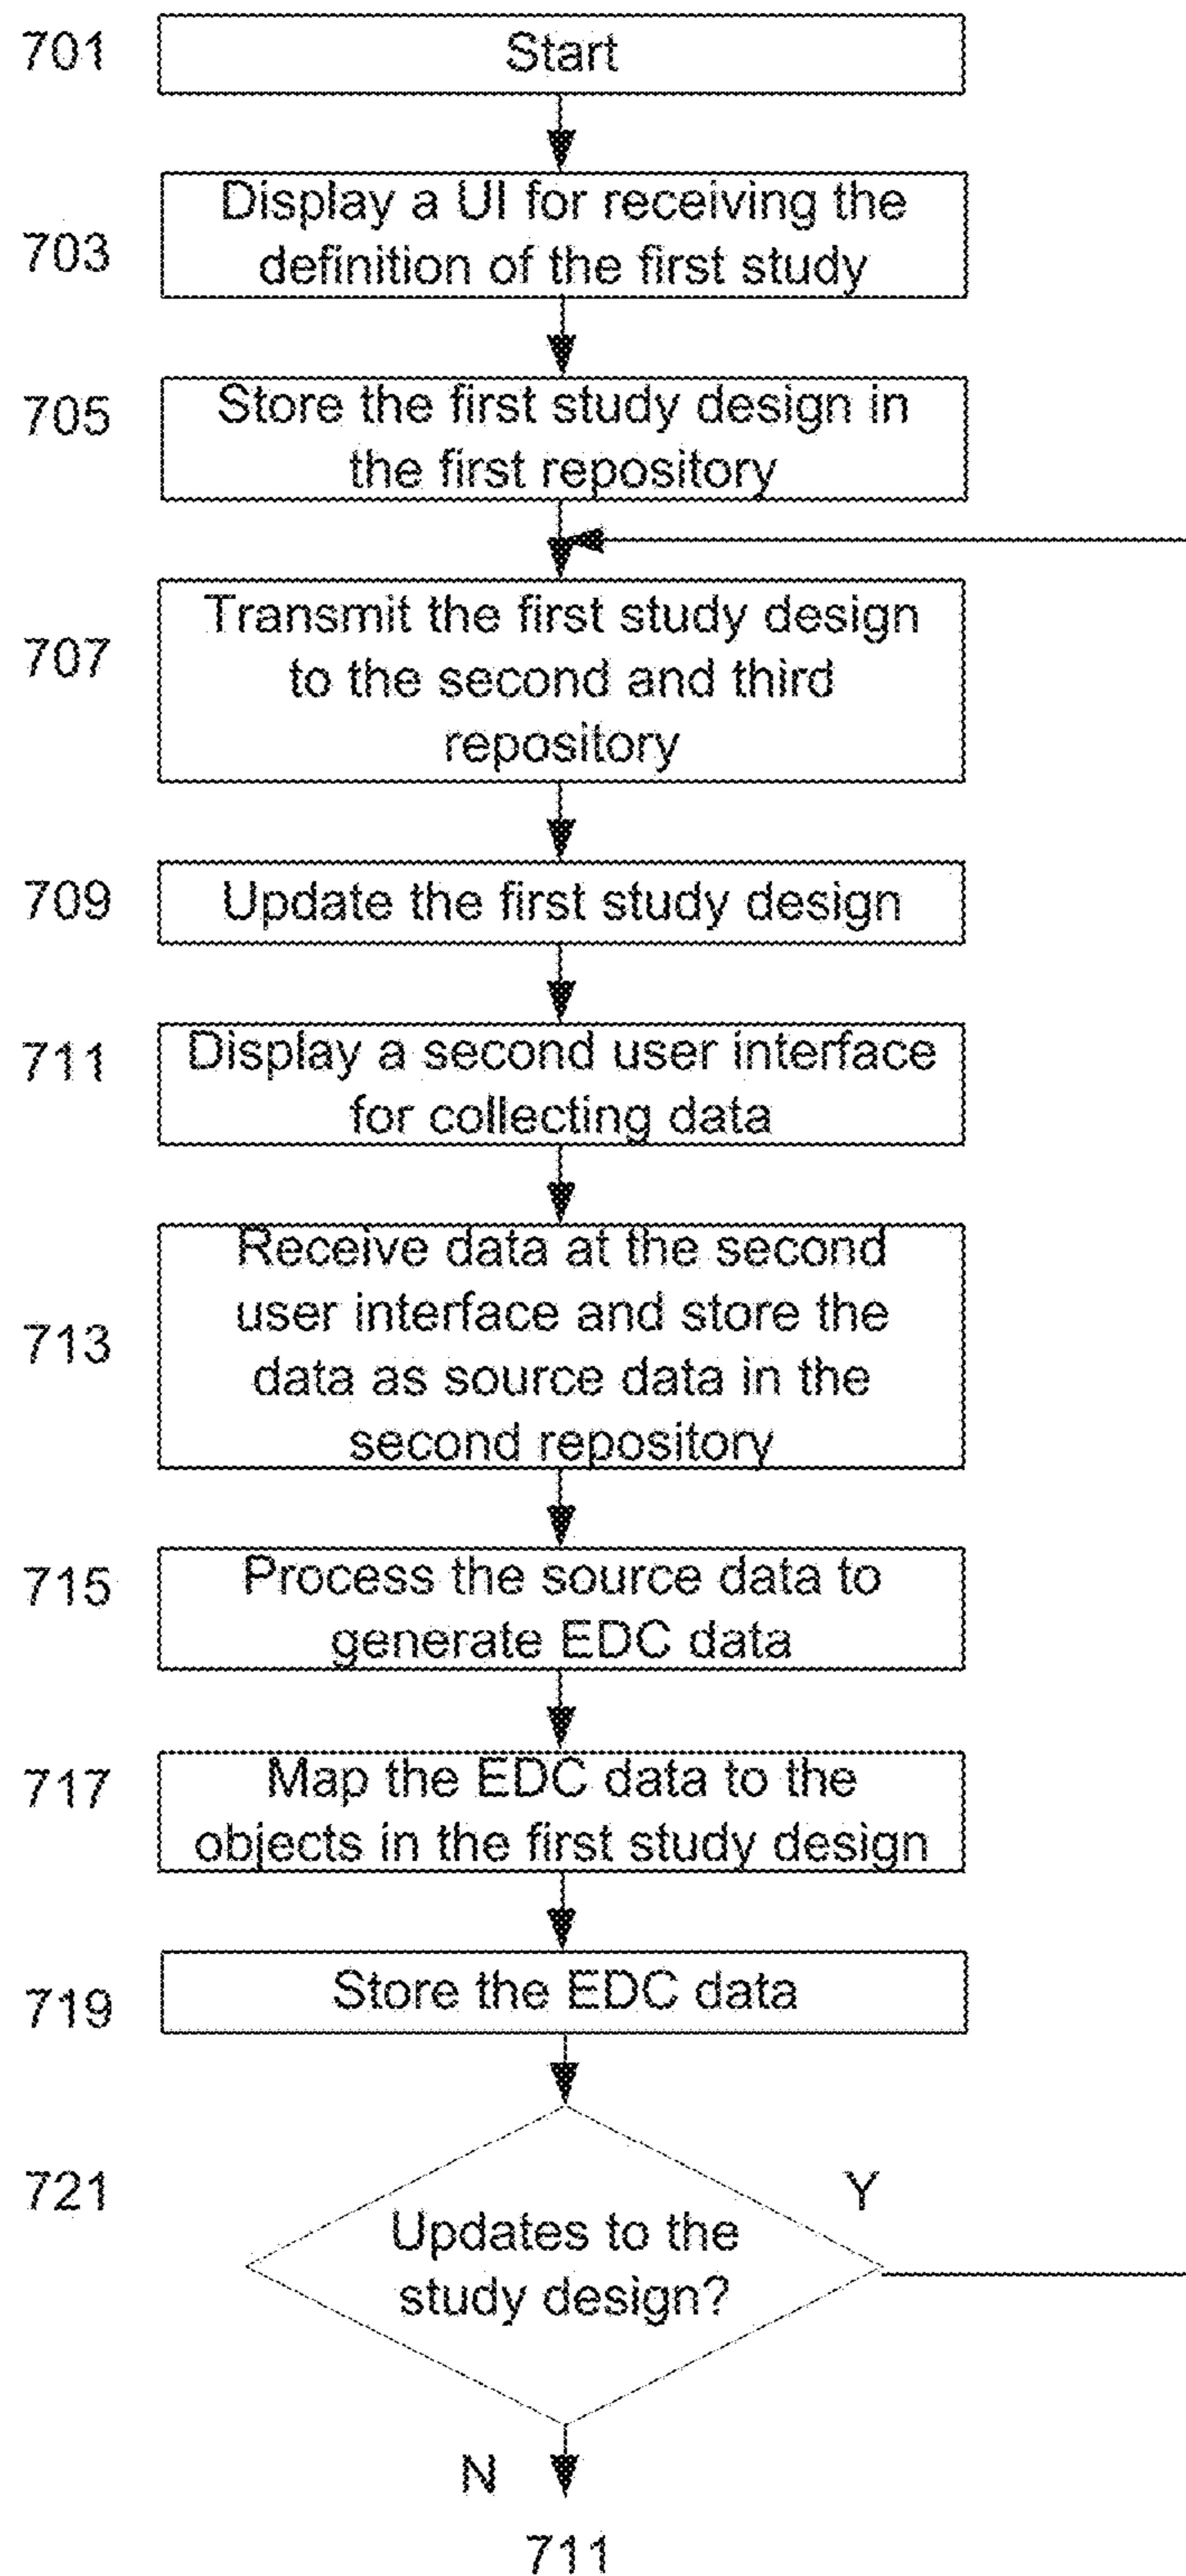 701
Start
703
Display a UI for receiving the
definition of the first study
705
Store the first study design in
the first repository
707
Transmit the first study design
to the second and third
repository
709
Update the first study design
711
Display a second user interface
for collecting data
713
Receive data at the second
user interface and store the
data as source data in the
second repository
715
Process the source data to
generate EDC data
717
Map the EDC data to the
objects in the first study design
719
Store the EDC data
721
Y
Updates to the
study design?
N
711